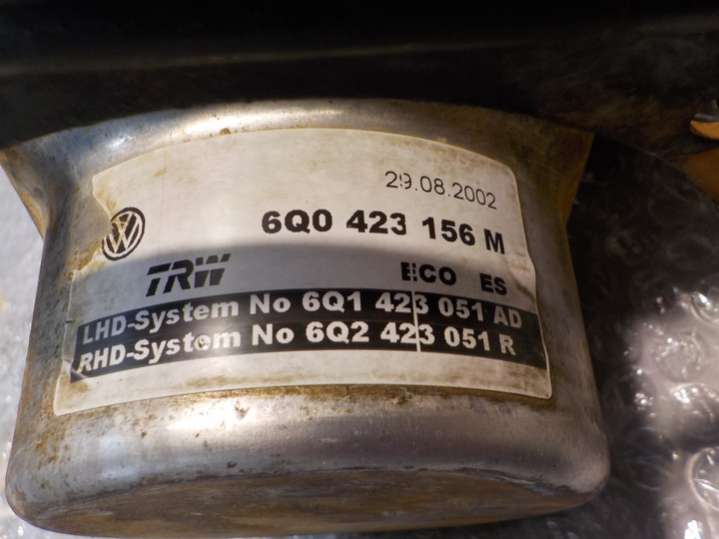 29.08.2002
6Q0 423 156 M
TRW ECO ES
LHD-System No 6Q1 423 051 AD
RHD-System No 6Q2 423 051 R